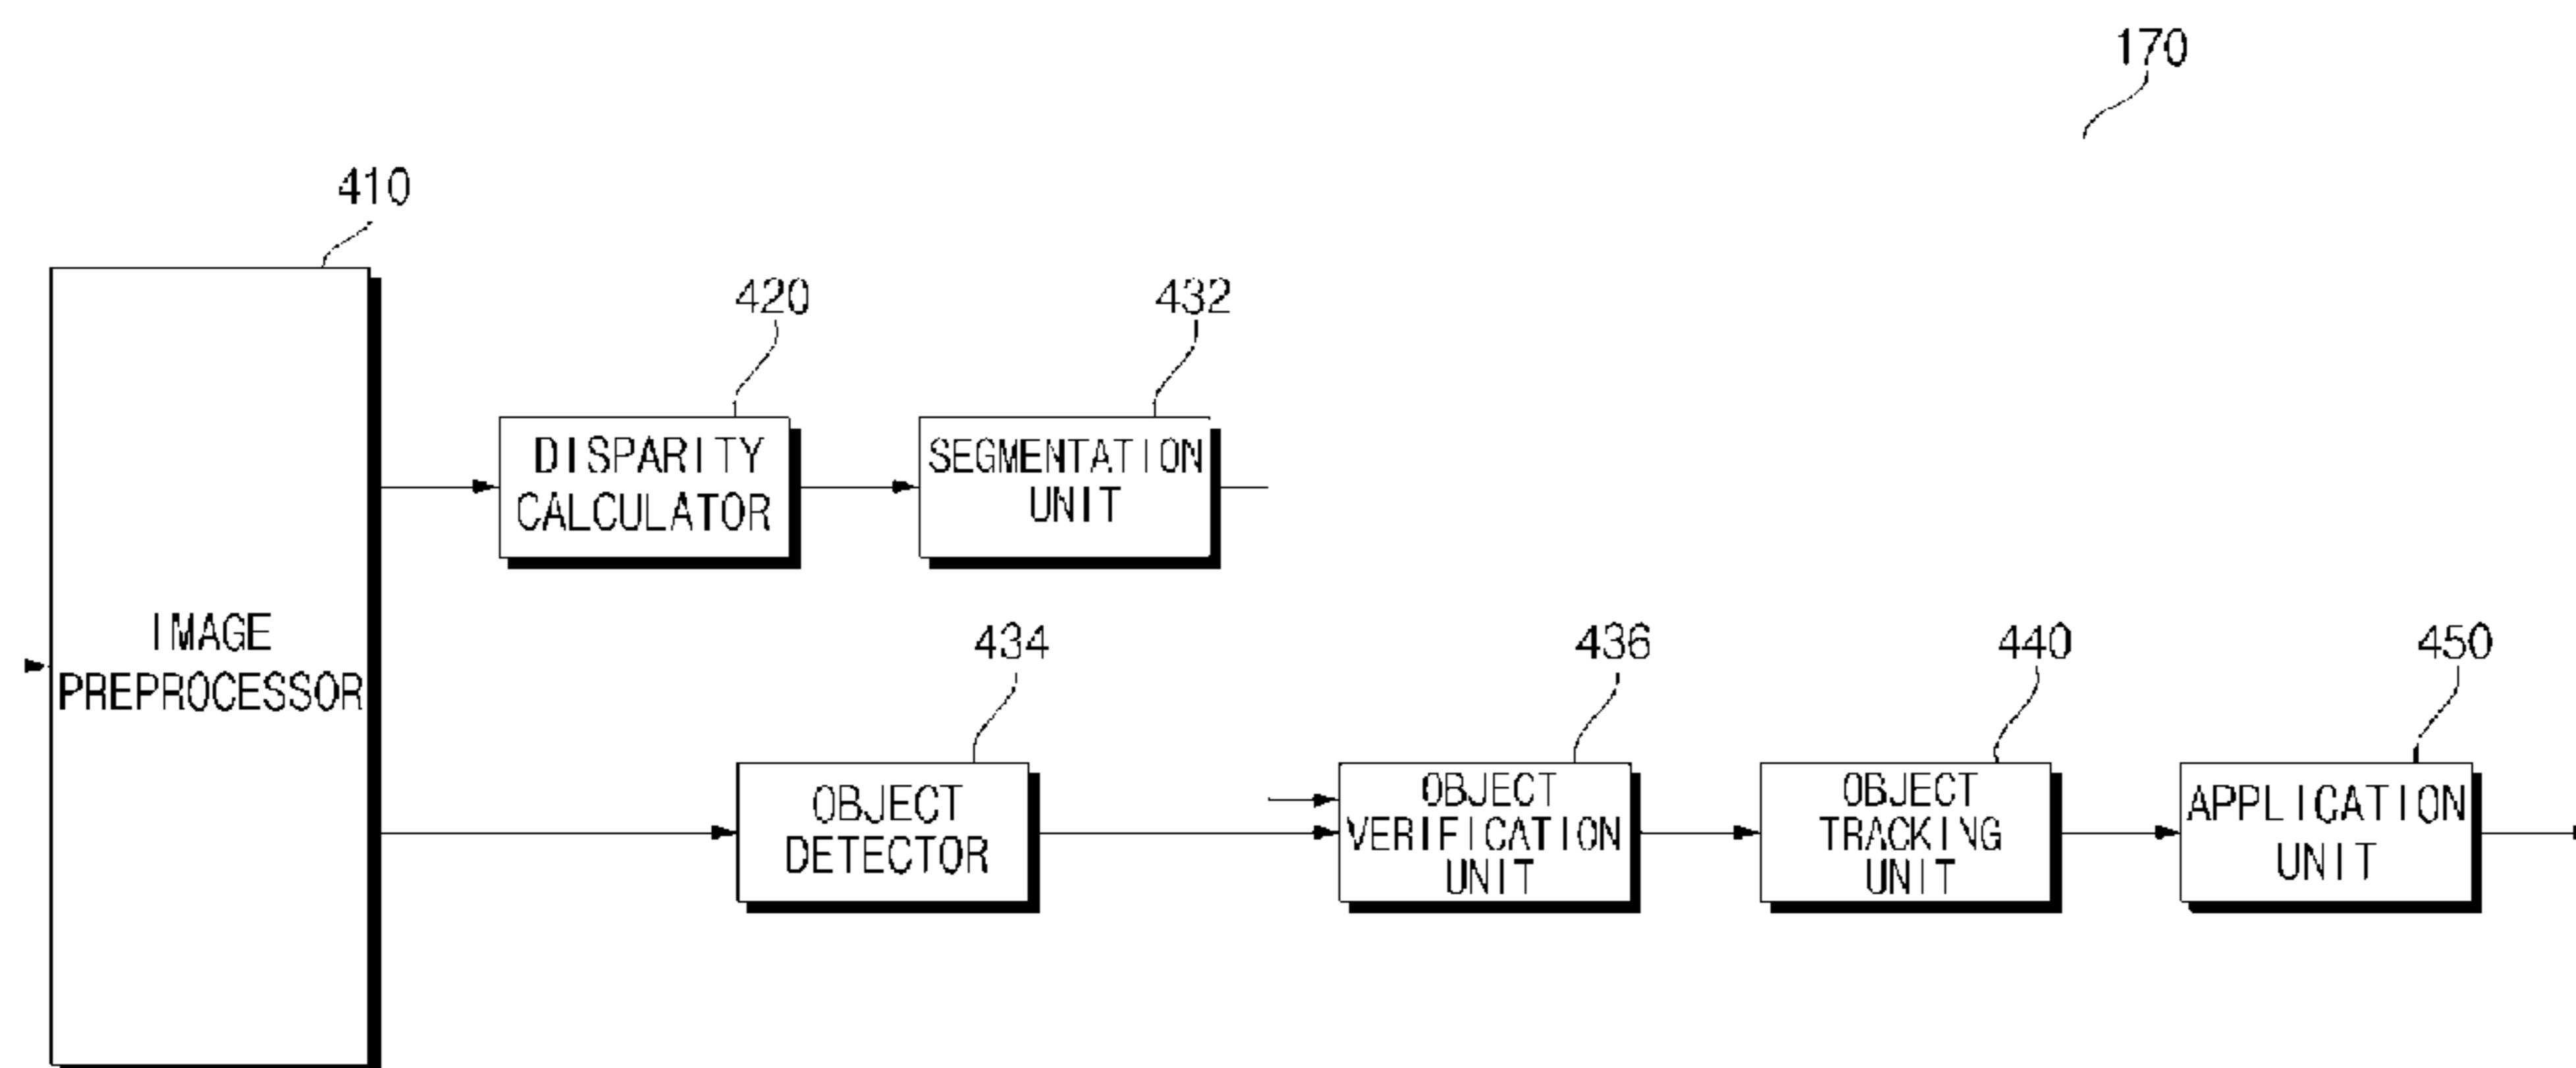 170
410
420
432
DISPARITY
CALCULATOR
SEGMENTATION
UNIT
IMAGE
PREPROCESSOR
434
436
440
450
OBJECT
DETECTOR
OBJECT
VERIFICATION
UNIT
OBJECT
TRACKING
UNIT
APPLICATION
UNIT